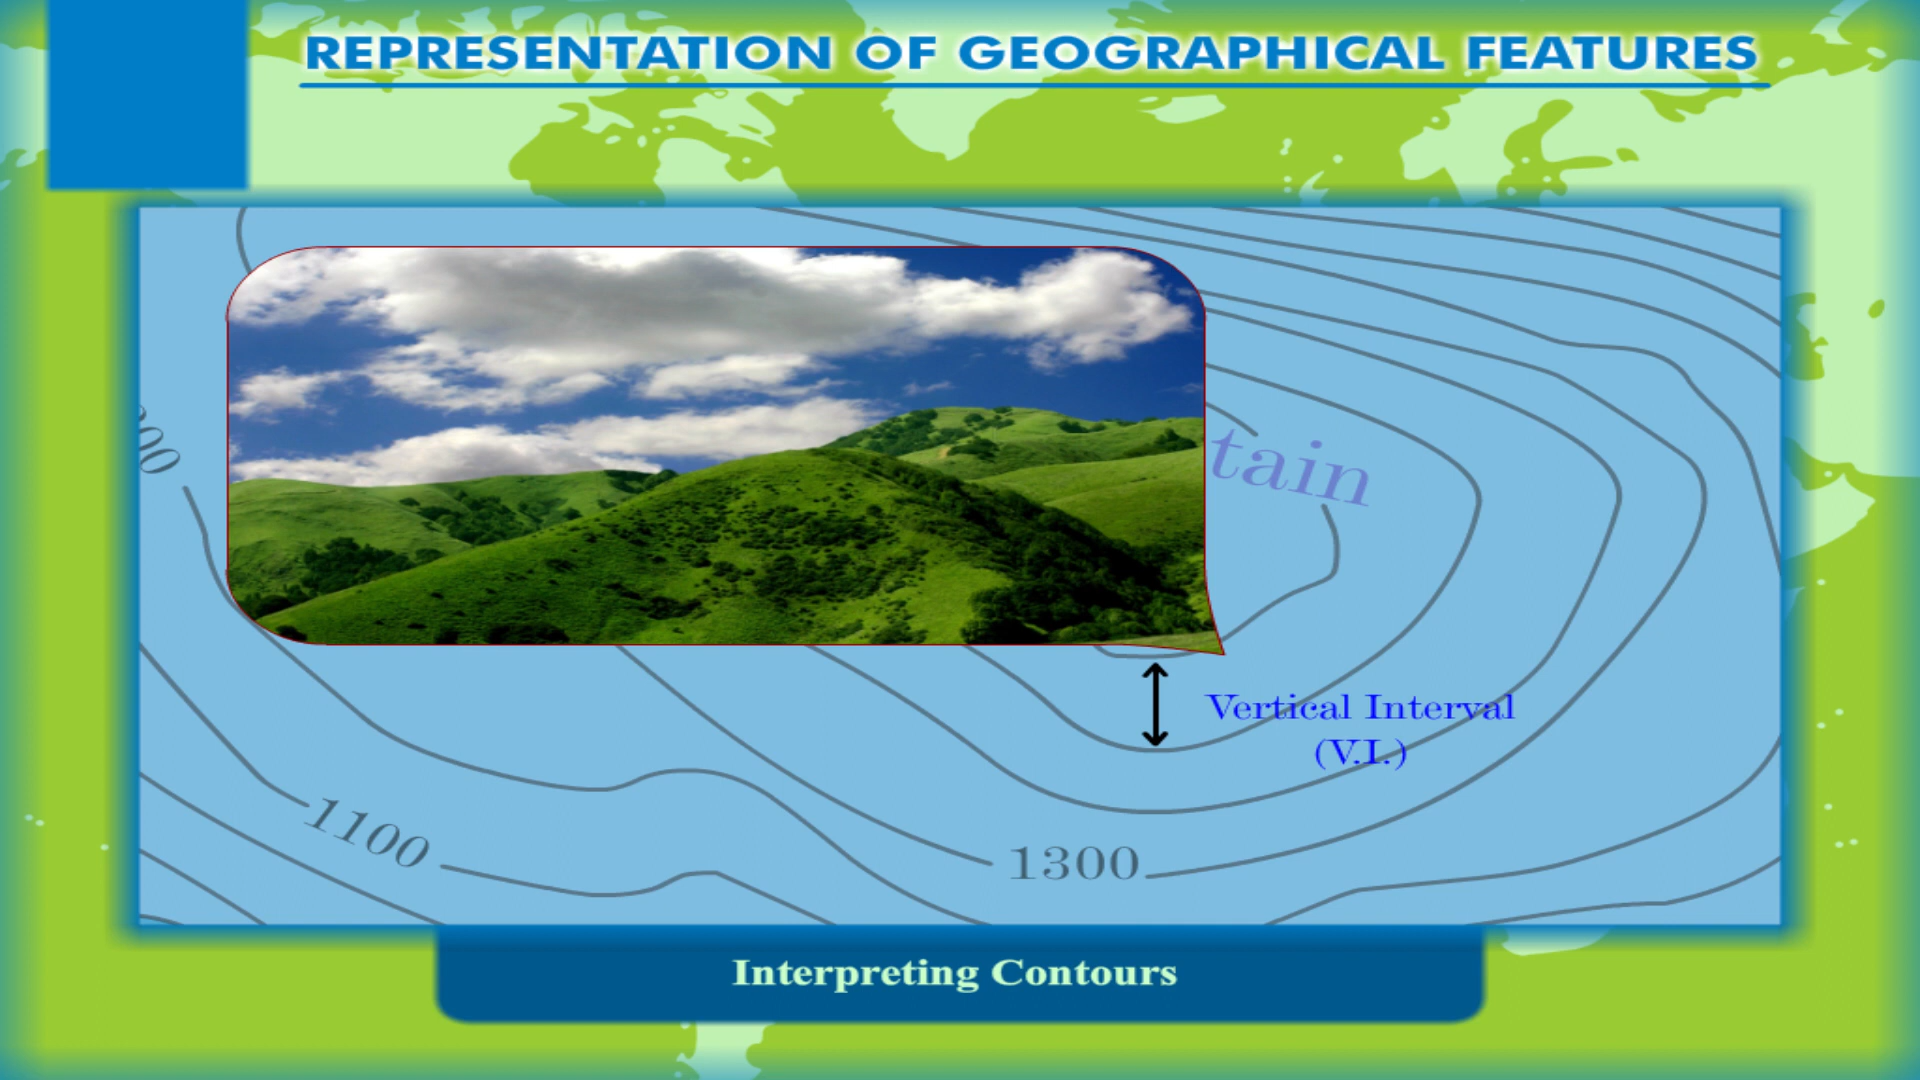 REPRESENTATION OF GEOGRAPHICAL FEATURES
tain
Vertical Interval
(V.I.)
1100
1300
Interpreting Contours